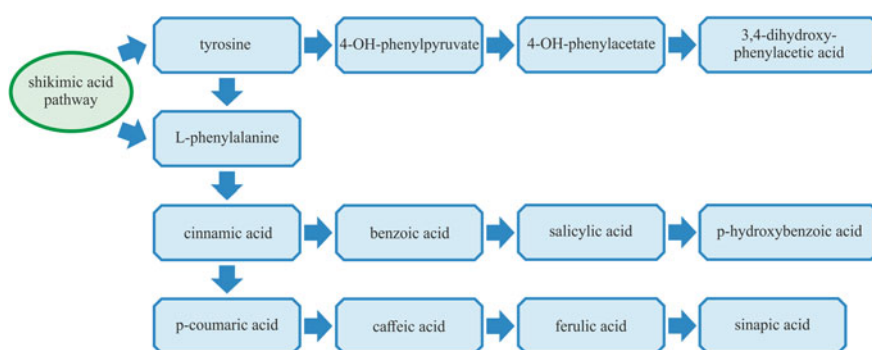 shikimic acid
pathway
tyrosine
4-OH-phenylpyruvate
4-OH-phenylacetate
3,4-dihydroxy-
phenylacetic acid
L-phenylalanine
cinnamic acid
benzoic acid
salicylic acid
p-hydroxybenzoic acid
p-coumaric acid
caffeic acid
ferulic acid
sinapic acid